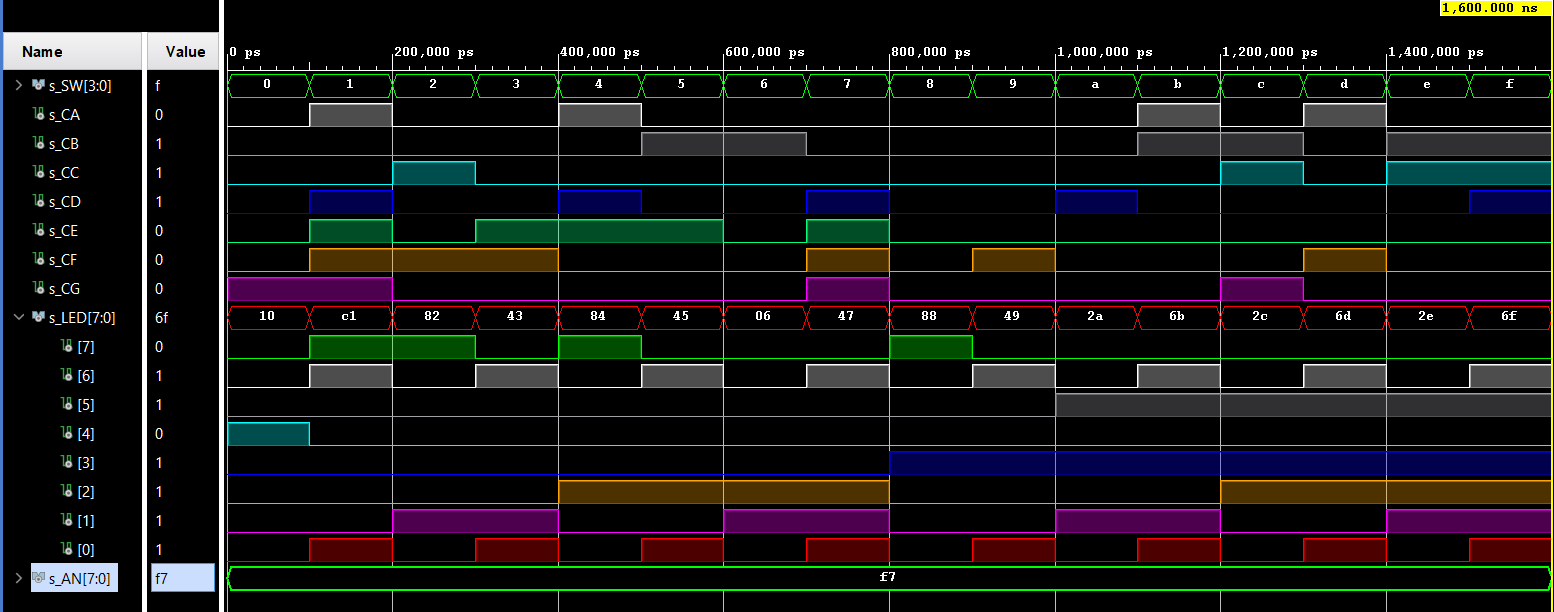 1,600.000 ns
Name Value
0 ps 200,000 ps 400,000 ps 600,000 ps 800,000 ps 1,000,000 ps 1,200,000 ps 1,400,000 ps
s_SW[3:0] f 0 1 2 3 4 5 6 7 8 9 a b c d e f
s_CA 0
s_CB 1
s_CC 1
s_CD 1
s_CE 0
s_CF 0
s_CG 0
s_LED[7:0] 6f 10 c1 82 43 84 45 06 47 88 49 2a 6b 2c 6d 2e 6f
[7] 0
[6] 1
[5] 1
[4] 0
[3] 1
[2] 1
[1] 1
[0] 1
s_AN[7:0] f7 f7